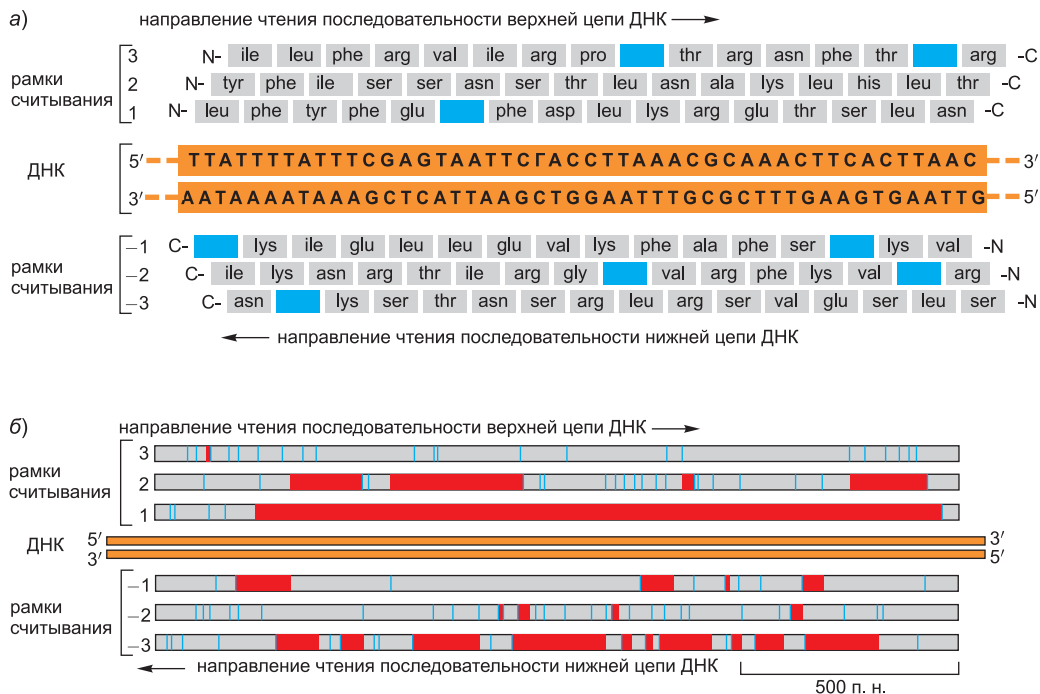 а)
направление чтения последовательности верхней цепи ДНК
3 N- ile leu phe arg val ile arg pro thr arg asn phe thr arg -C
рамки считывания
2 N- tyr phe ile ser ser asn ser thr leu asn ala lys leu his leu thr -C
1 N- leu phe tyr phe glu phe asp leu lys arg glu thr ser leu asn -C
ДНК
5′ TTATTTTATTTCGAGTAATTCГACCTTAAACGCAAACTTCACTTAAC 3′
3′ AATAAAATAAAGCTCATTAAGCTGGAATTTGCGCTTTGAAGTGAATTG 5′
−1 C- lys ile glu leu leu glu val lys phe ala phe ser lys val -N
рамки считывания
−2 C- ile lys asn arg thr ile arg gly val arg phe lys val arg -N
−3 C- asn lys ser thr asn ser arg leu arg ser val glu ser leu ser -N
направление чтения последовательности нижней цепи ДНК
б)
направление чтения последовательности верхней цепи ДНК
3
рамки считывания
2
1
ДНК
5′ 3′
3′ 5′
−1
рамки считывания
−2
−3
направление чтения последовательности нижней цепи ДНК
500 п. н.